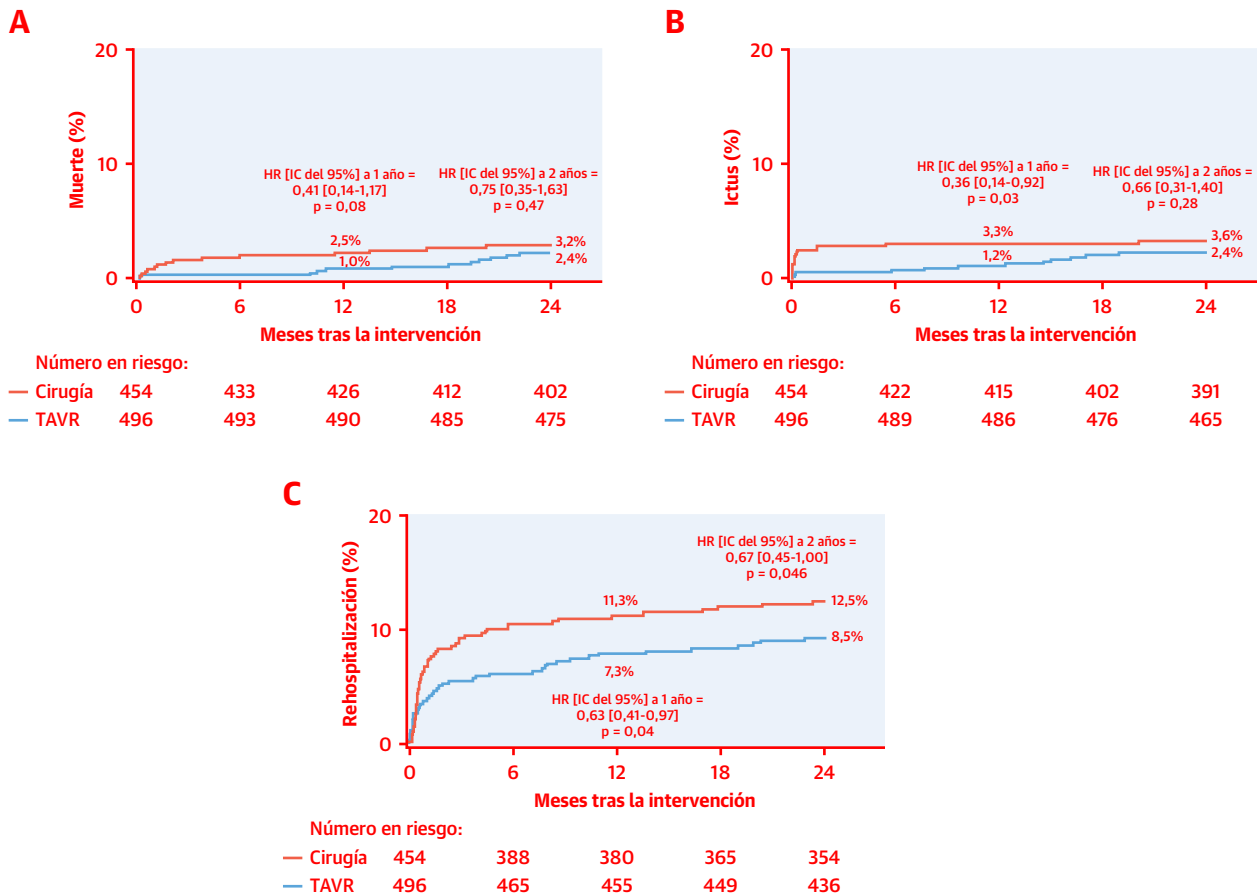 A
20
10
0
Muerte (%)
HR [IC del 95%] a 1 año =
0,41 [0,14-1,17]
p = 0,08
HR [IC del 95%] a 2 años =
0,75 [0,35-1,63]
p = 0,47
2,5%
1,0%
3,2%
2,4%
0 6 12 18 24
Meses tras la intervención
Número en riesgo:
Cirugía 454 433 426 412 402
TAVR 496 493 490 485 475
B
20
10
0
Ictus (%)
HR [IC del 95%] a 1 año =
0,36 [0,14-0,92]
p = 0,03
HR [IC del 95%] a 2 años =
0,66 [0,31-1,40]
p = 0,28
3,3%
1,2%
3,6%
2,4%
0 6 12 18 24
Meses tras la intervención
Número en riesgo:
Cirugía 454 422 415 402 391
TAVR 496 489 486 476 465
C
20
10
0
Rehospitalización (%)
HR [IC del 95%] a 2 años =
0,67 [0,45-1,00]
p = 0,046
11,3%
12,5%
8,5%
7,3%
HR [IC del 95%] a 1 año =
0,63 [0,41-0,97]
p = 0,04
0 6 12 18 24
Meses tras la intervención
Número en riesgo:
Cirugía 454 388 380 365 354
TAVR 496 465 455 449 436